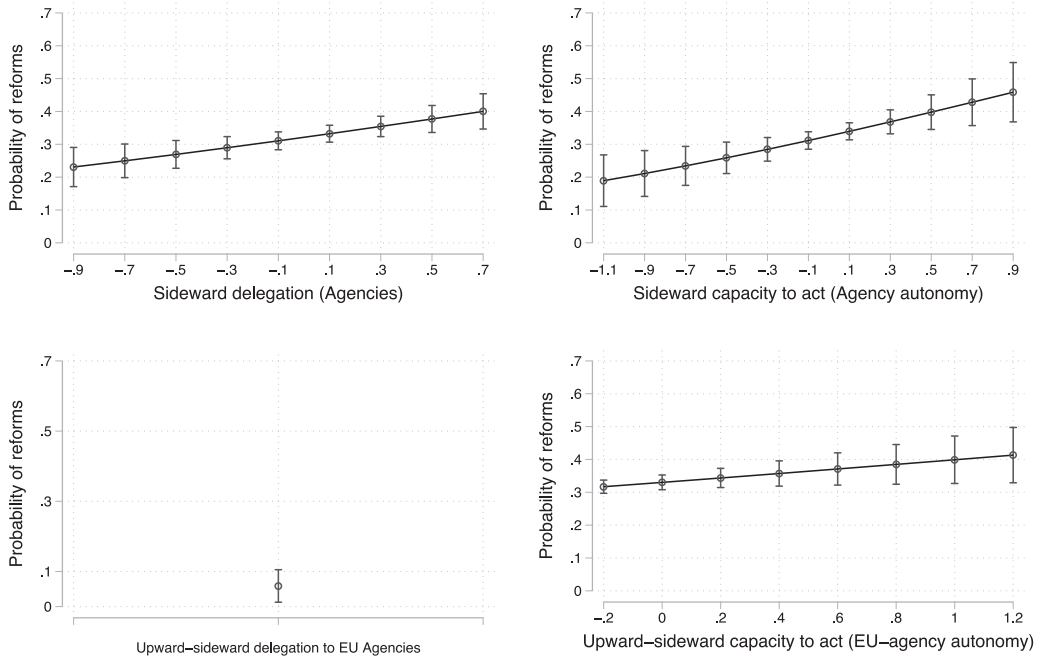 Probability of reforms
.7
.6
.5
.4
.3
.2
.1
0
−.9 −.7 −.5 −.3 −.1 .1 .3 .5 .7
Sideward delegation (Agencies)
Probability of reforms
.7
.6
.5
.4
.3
.2
.1
0
−1.1 −.9 −.7 −.5 −.3 −.1 .1 .3 .5 .7 .9
Sideward capacity to act (Agency autonomy)
Probability of reforms
.7
.5
.3
.1
0
Upward−sideward delegation to EU Agencies
Probability of reforms
.7
.6
.5
.4
.3
.2
.1
0
−.2 0 .2 .4 .6 .8 1 1.2
Upward−sideward capacity to act (EU−agency autonomy)